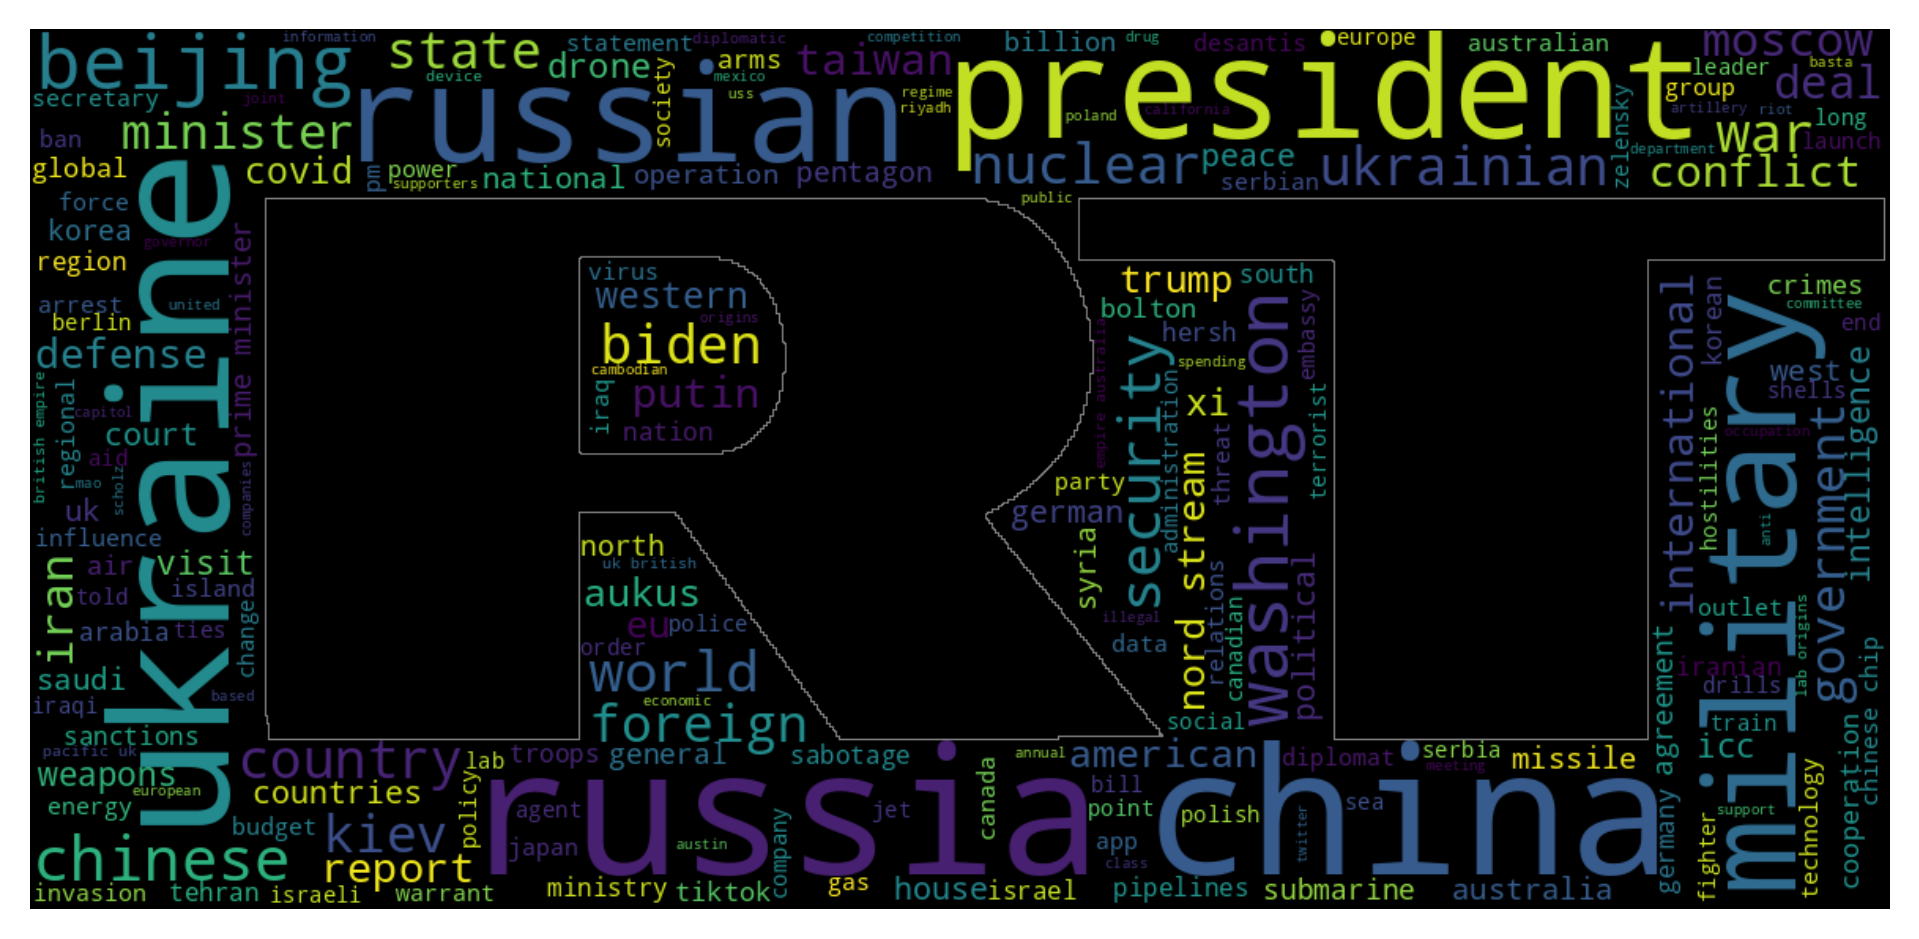 beijing
information
state
statement
diplomatic
competition
drug
billion
desantis
europe
australian
moscow
device
drone
arms
taiwan
president
leader
basta
secretary
joint
society
mexico
uss
russian
regime
riyadh
poland
california
group
deal
artillery
riot
ban
minister
long
zelensky
war
launch
department
global
covid
pm
power
supporters
national
operation
pentagon
nuclear
peace
serbian
ukrainian
conflict
force
public
korea
governor
region
prime minister
ukraine
arrest
united
berlin
defense
british empire
regional
capitol
court
aid
mao
scholz
companies
uk
influence
air
visit
iran
told
island
arabia
ties
change
saudi
iraqi
based
sanctions
pacific uk
weapons
european
energy
virus
western
origins
biden
cambodian
putin
iraq
nation
trump
south
bolton
hersh
embassy
empire australia
security
spending
administration
xi
washington
threat
terrorist
party
german
nord stream
syria
political
relations
canadian
illegal
data
social
international
korean
crimes
committee
end
military
west
shells
intelligence
hostilities
occupation
government
anti
outlet
lab origins
iranian
drills
chinese chip
train
icc
cooperation
germany agreement
support
technology
fighter
north
uk british
aukus
eu
police
order
world
economic
foreign
country
lab
troops
general
sabotage
annual
american
diplomat
serbia
meeting
missile
countries
policy
russia
agent
jet
canada
bill
point
china
sea
polish
budget
kiev
japan
austin
company
app
class
twitter
chinese
report
invasion
tehran
israeli
warrant
ministry
tiktok
gas
house
israel
pipelines
submarine
australia